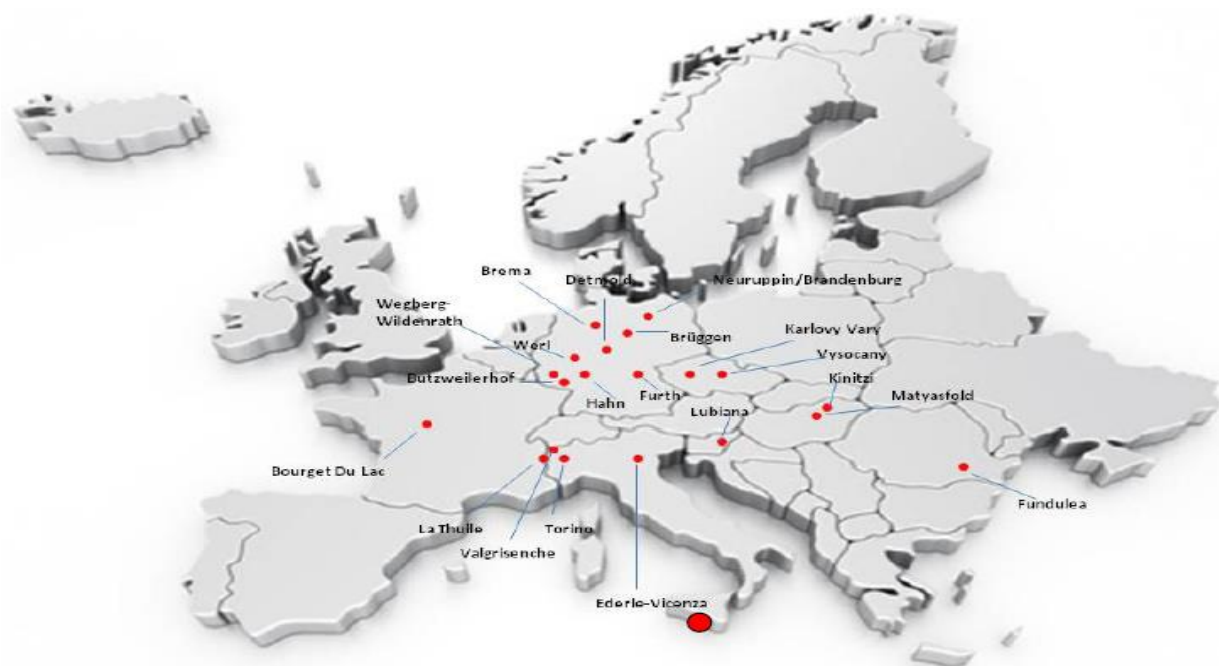 Brema
Detmold
Neuruppin/Brandenburg
Wegberg-
Wildenrath
Werl
Brüggen
Karlovy Vary
Vysocany
Butzweilerhof
Hahn
Furth
Kinitzi
Matyasfold
Lubiana
Bourget Du Lac
La Thuile
Torino
Valgrisenche
Fundulea
Ederle-Vicenza